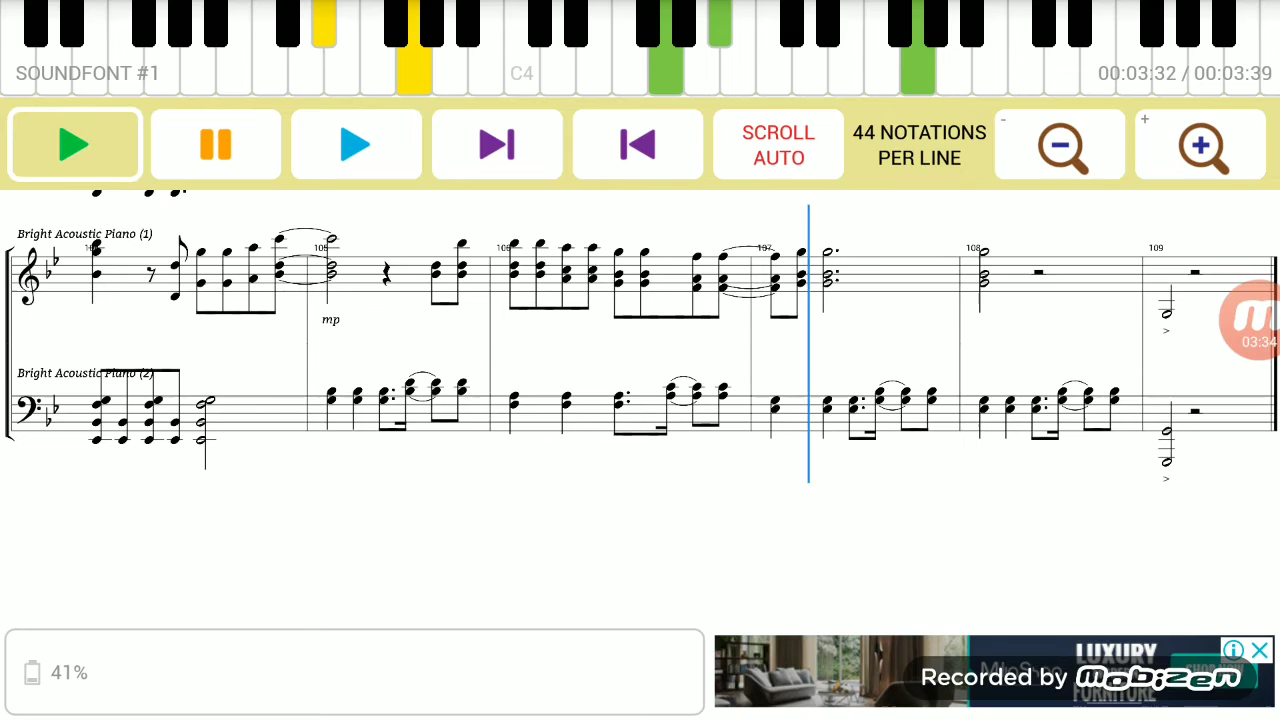 SOUNDFONT #1
C4
00:03:32 / 00:03:39
SCROLL
AUTO
44 NOTATIONS
PER LINE
-
+
Bright Acoustic Piano (1)
105
106
107
108
109
mp
Bright Acoustic Piano (2)
03:34
41%
LUXURY
FURNITURE
Recorded by mobizen